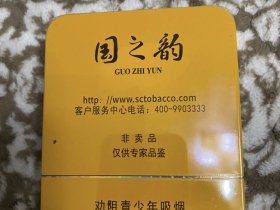 国之韵
GUO ZHI YUN
http://www.sctobacco.com
客户服务中心电话：400-9903333
非卖品
仅供专家品鉴
劝阻青少年吸烟